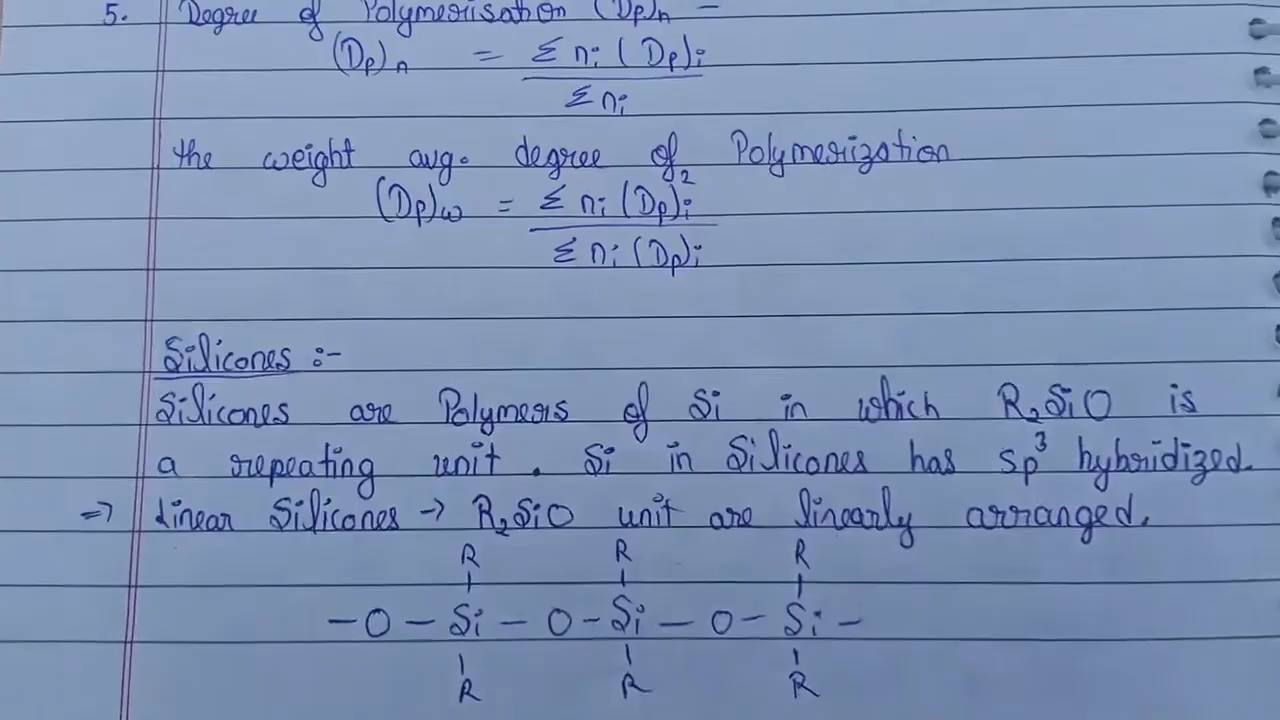 5. Degree of Polymerisation (Dp)n -
(Dp)n = Σ ni (Dp)i
Σ ni
the weight avg. degree of Polymerization
(Dp)w = Σ ni (Dp)i²
Σ ni (Dp)i
Silicones :-
Silicones are Polymers of Si in which R₂SiO is
a repeating unit. Si in Silicones has sp³ hybridized.
⇒ Linear Silicones → R₂SiO unit are linearly arranged.
R R R
- O - Si - O - Si - O - Si -
R R R